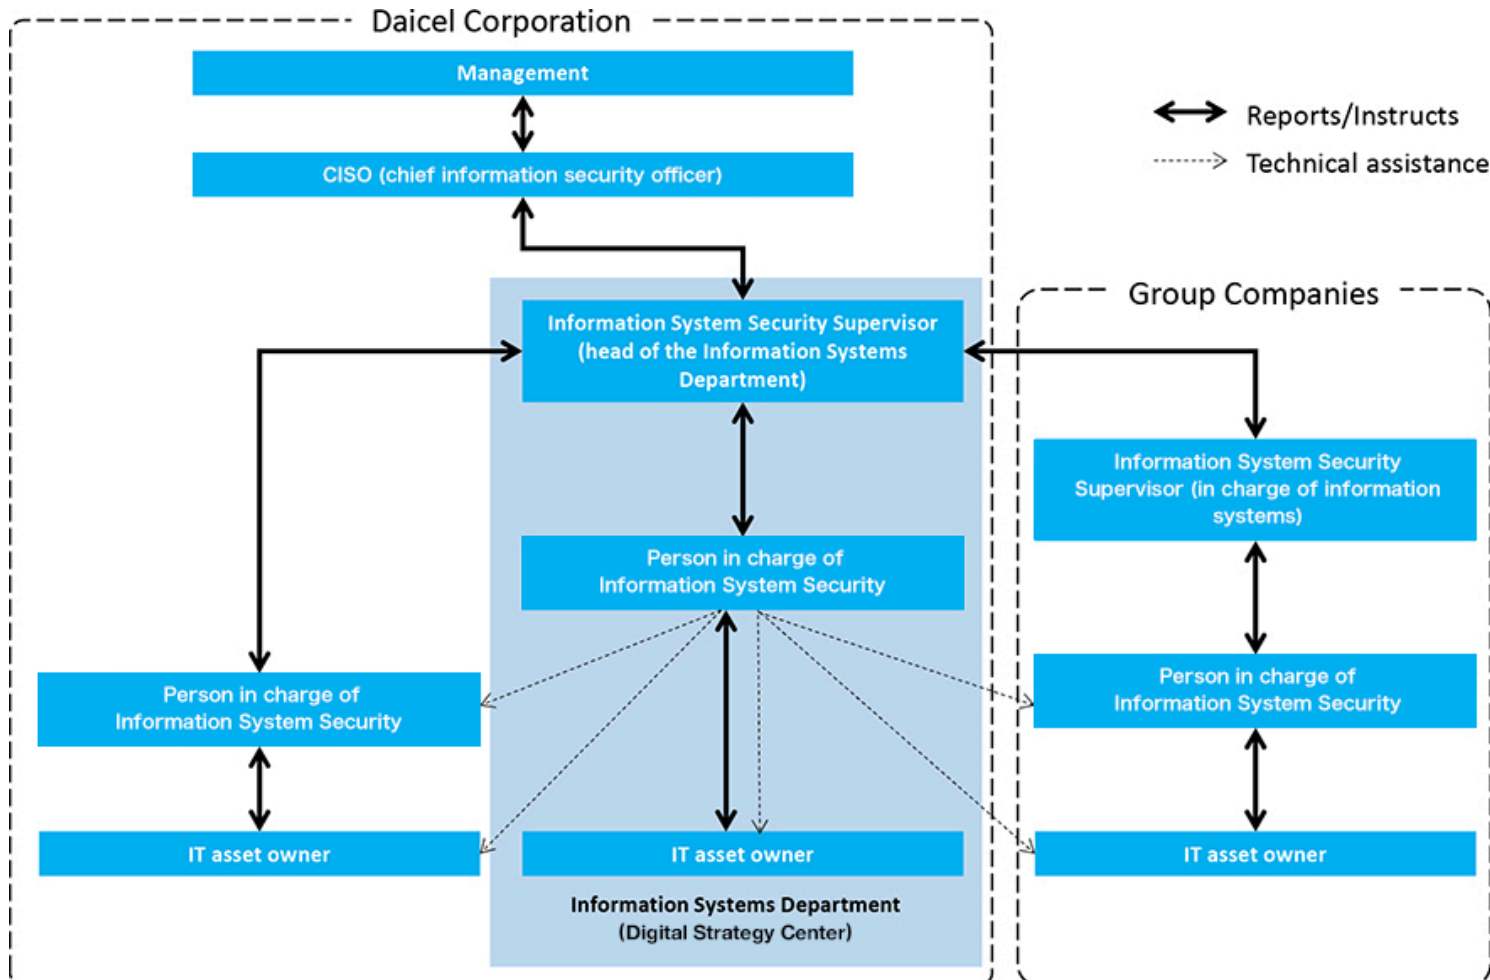 Daicel Corporation
Management
CISO (chief information security officer)
Reports/Instructs
Technical assistance
Information System Security Supervisor
(head of the Information Systems
Department)
Group Companies
Information System Security
Supervisor (in charge of information
systems)
Person in charge of
Information System Security
Person in charge of
Information System Security
Person in charge of
Information System Security
IT asset owner
IT asset owner
IT asset owner
Information Systems Department
(Digital Strategy Center)